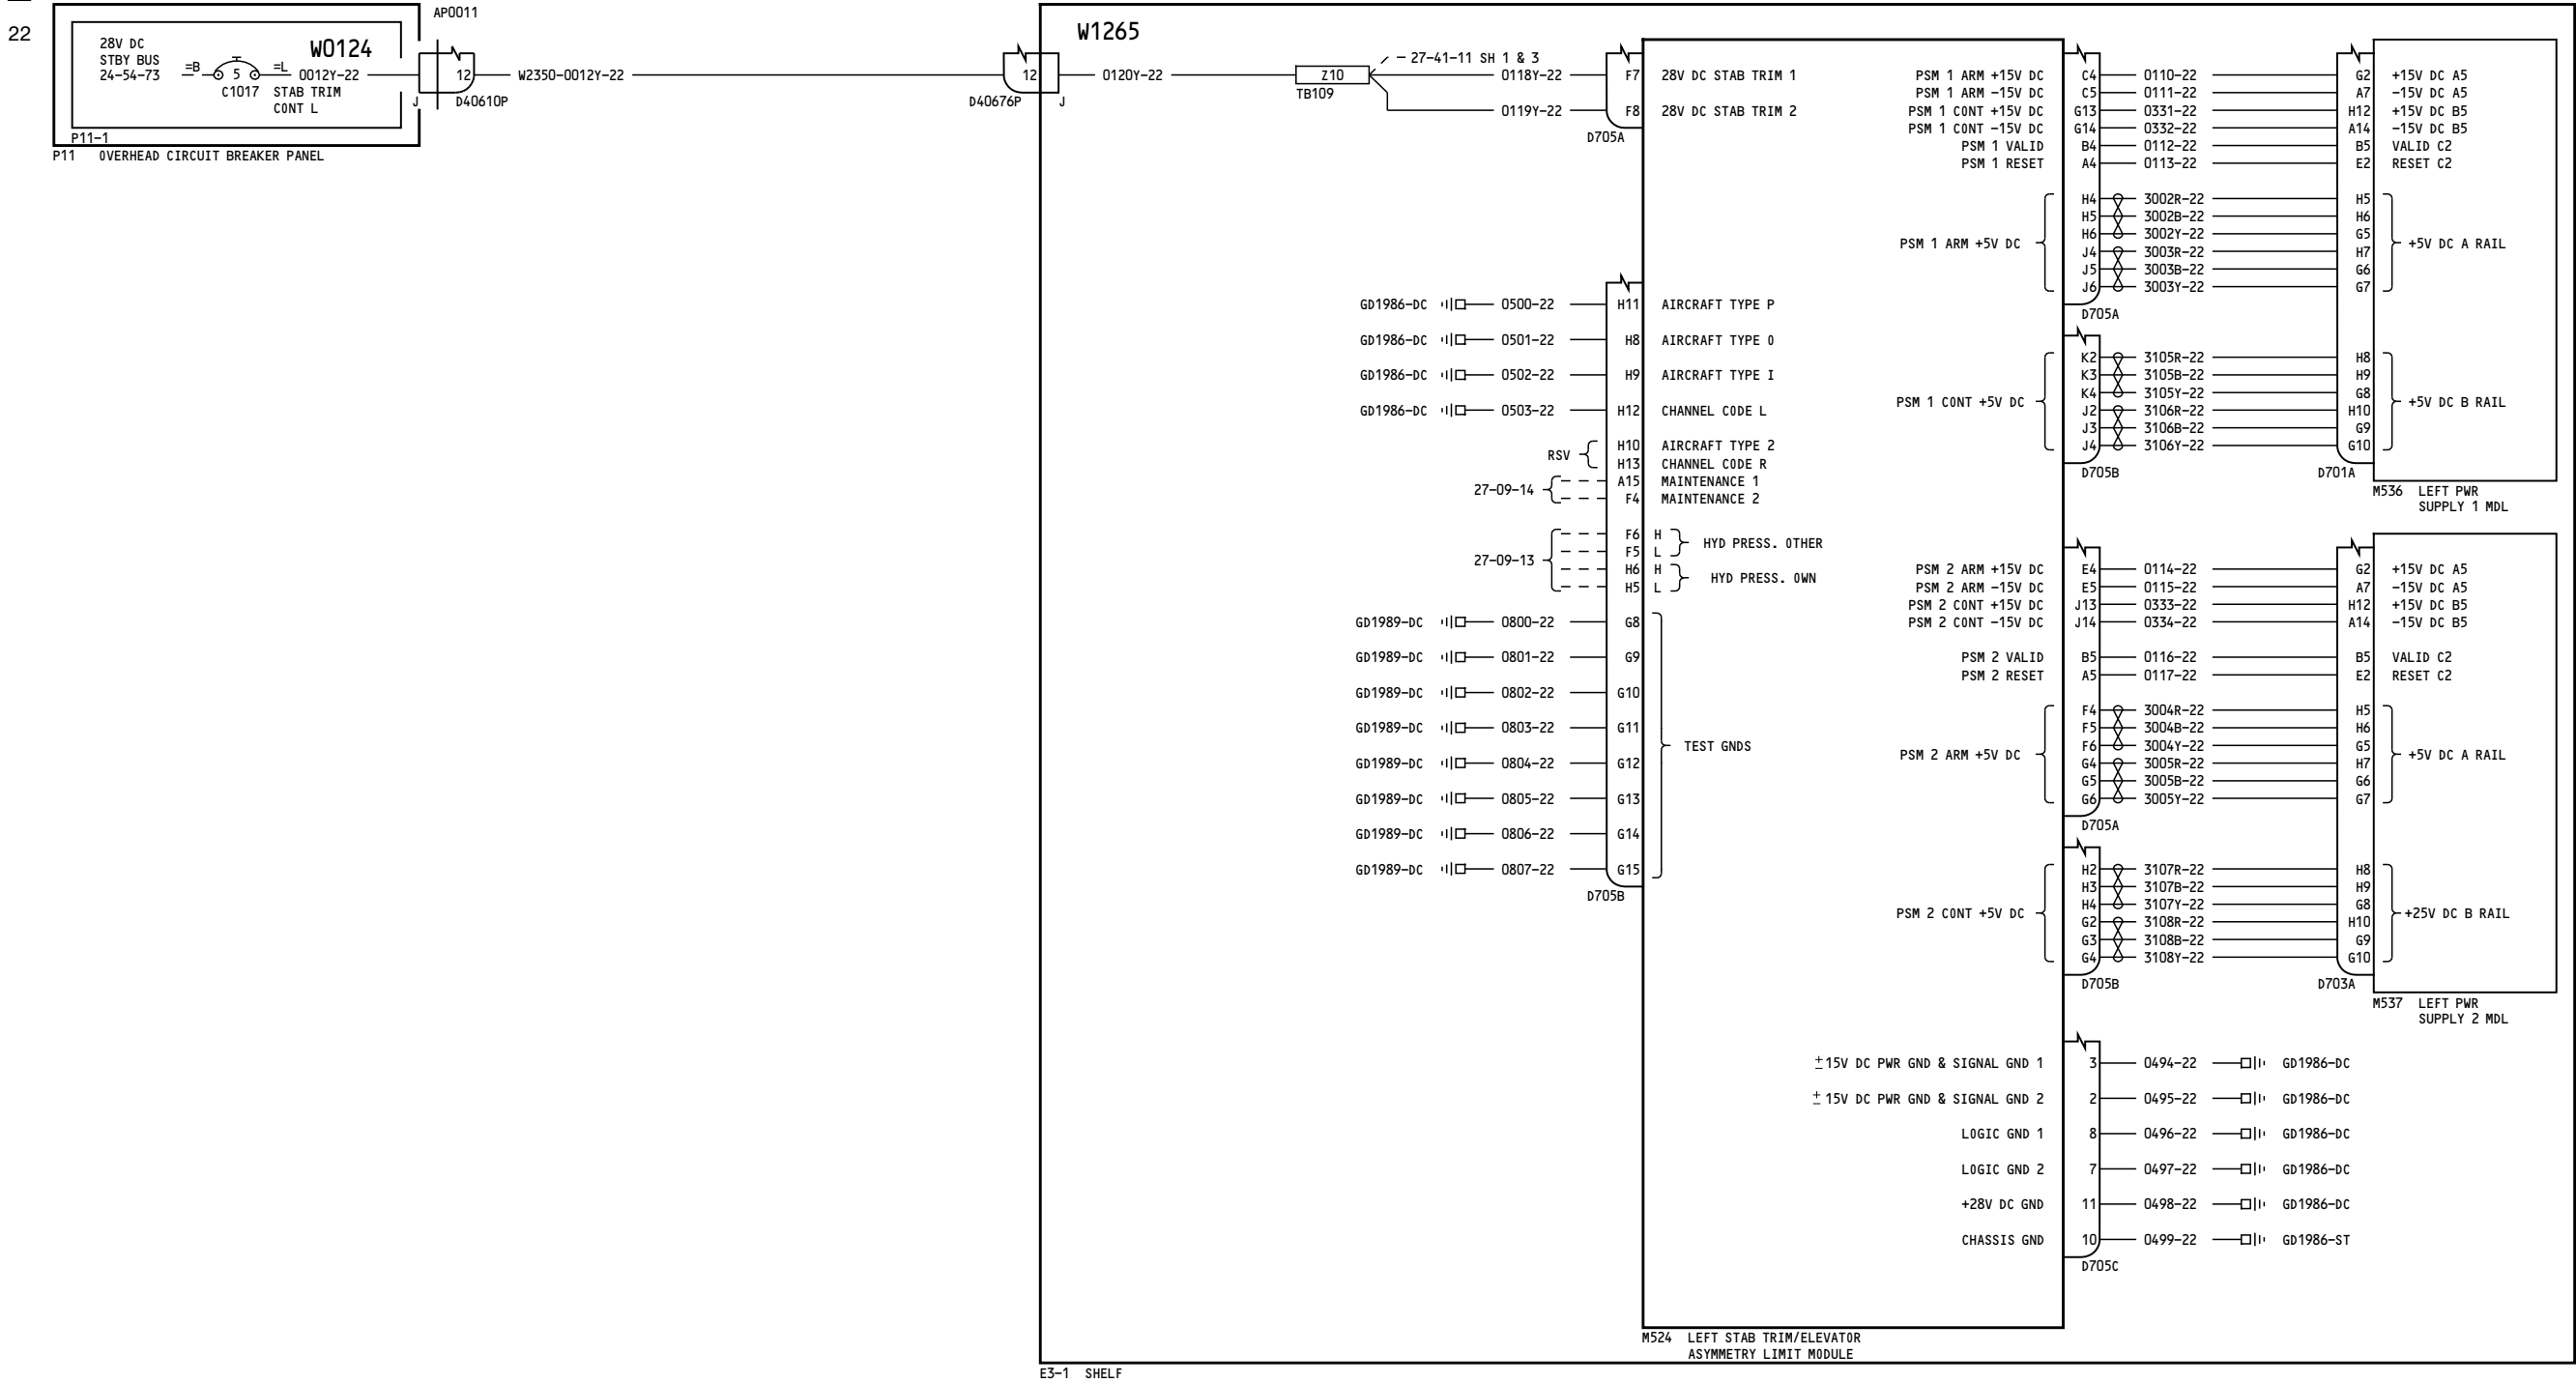 22
AP0011
28V DC
STBY BUS
24-54-73
W0124
=B
5
=L
0012Y-22
C1017
STAB TRIM
CONT L
12
J
D40610P
P11-1
P11 OVERHEAD CIRCUIT BREAKER PANEL
W2350-0012Y-22
12
D40676P
J
W1265
0120Y-22
Z10
TB109
27-41-11 SH 1 & 3
0118Y-22 F7 28V DC STAB TRIM 1
0119Y-22 F8 28V DC STAB TRIM 2
D705A
GD1986-DC 0500-22 H11 AIRCRAFT TYPE P
GD1986-DC 0501-22 H8 AIRCRAFT TYPE 0
GD1986-DC 0502-22 H9 AIRCRAFT TYPE I
GD1986-DC 0503-22 H12 CHANNEL CODE L
RSV
H10 AIRCRAFT TYPE 2
H13 CHANNEL CODE R
27-09-14
A15 MAINTENANCE 1
F4 MAINTENANCE 2
27-09-13
F6 H
F5 L
HYD PRESS. OTHER
H6 H
H5 L
HYD PRESS. OWN
GD1989-DC 0800-22 G8
GD1989-DC 0801-22 G9
GD1989-DC 0802-22 G10
GD1989-DC 0803-22 G11
TEST GNDS
GD1989-DC 0804-22 G12
GD1989-DC 0805-22 G13
GD1989-DC 0806-22 G14
GD1989-DC 0807-22 G15
D705B
PSM 1 ARM +15V DC C4 0110-22 G2 +15V DC A5
PSM 1 ARM -15V DC C5 0111-22 A7 -15V DC A5
PSM 1 CONT +15V DC G13 0331-22 H12 +15V DC B5
PSM 1 CONT -15V DC G14 0332-22 A14 -15V DC B5
PSM 1 VALID B4 0112-22 B5 VALID C2
PSM 1 RESET A4 0113-22 E2 RESET C2
H4 3002R-22 H5
H5 3002B-22 H6
H6 3002Y-22 G5
PSM 1 ARM +5V DC +5V DC A RAIL
J4 3003R-22 H7
J5 3003B-22 G6
J6 3003Y-22 G7
D705A
K2 3105R-22 H8
K3 3105B-22 H9
K4 3105Y-22 G8
PSM 1 CONT +5V DC +5V DC B RAIL
J2 3106R-22 H10
J3 3106B-22 G9
J4 3106Y-22 G10
D705B D701A
M536 LEFT PWR
SUPPLY 1 MDL
PSM 2 ARM +15V DC E4 0114-22 G2 +15V DC A5
PSM 2 ARM -15V DC E5 0115-22 A7 -15V DC A5
PSM 2 CONT +15V DC J13 0333-22 H12 +15V DC B5
PSM 2 CONT -15V DC J14 0334-22 A14 -15V DC B5
PSM 2 VALID B5 0116-22 B5 VALID C2
PSM 2 RESET A5 0117-22 E2 RESET C2
F4 3004R-22 H5
F5 3004B-22 H6
F6 3004Y-22 G5
PSM 2 ARM +5V DC +5V DC A RAIL
G4 3005R-22 H7
G5 3005B-22 G6
G6 3005Y-22 G7
D705A
H2 3107R-22 H8
H3 3107B-22 H9
H4 3107Y-22 G8
PSM 2 CONT +5V DC +25V DC B RAIL
G2 3108R-22 H10
G3 3108B-22 G9
G4 3108Y-22 G10
D705B D703A
M537 LEFT PWR
SUPPLY 2 MDL
±15V DC PWR GND & SIGNAL GND 1 3 0494-22 GD1986-DC
±15V DC PWR GND & SIGNAL GND 2 2 0495-22 GD1986-DC
LOGIC GND 1 8 0496-22 GD1986-DC
LOGIC GND 2 7 0497-22 GD1986-DC
+28V DC GND 11 0498-22 GD1986-DC
CHASSIS GND 10 0499-22 GD1986-ST
D705C
M524 LEFT STAB TRIM/ELEVATOR
ASYMMETRY LIMIT MODULE
E3-1 SHELF